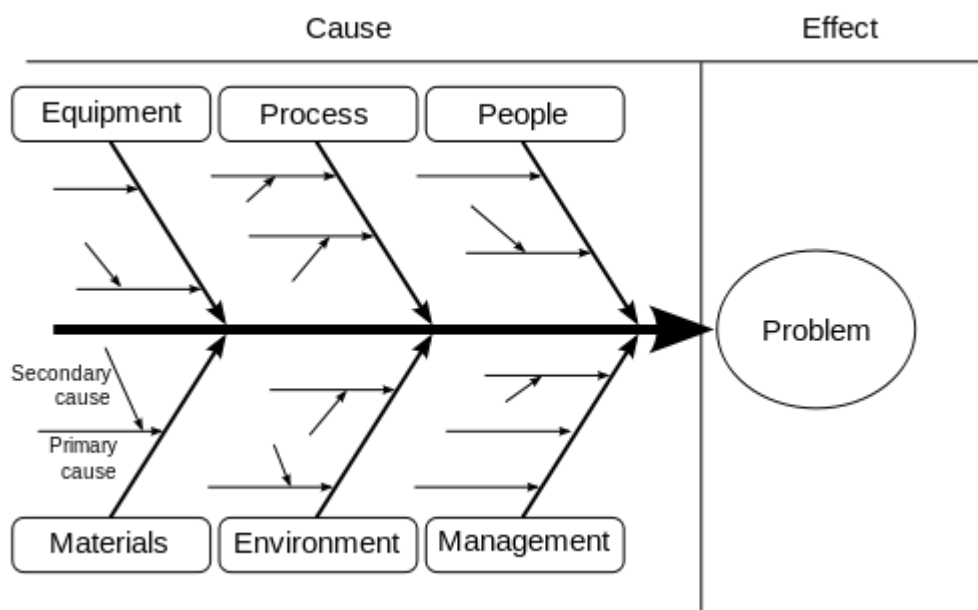 Cause
Effect
Equipment
Process
People
Problem
Secondary
cause
Primary
cause
Materials
Environment
Management